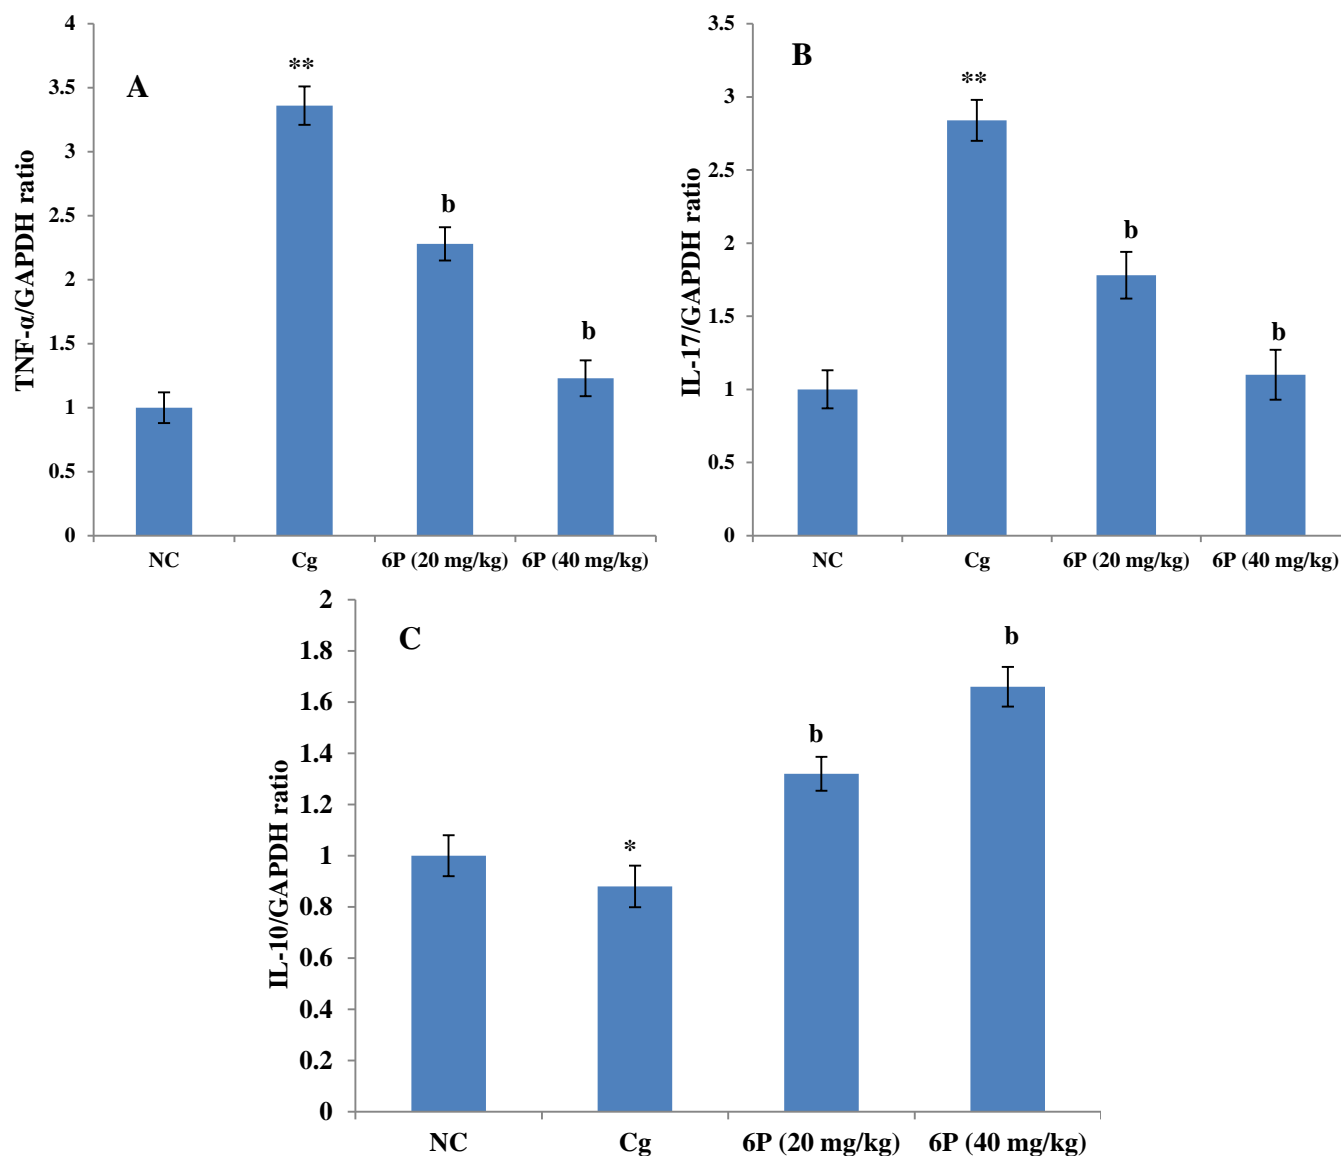 A
TNF-α/GAPDH ratio
4
3.5
3
2.5
2
1.5
1
0.5
0
**
b
b
NC Cg 6P (20 mg/kg) 6P (40 mg/kg)
B
IL-17/GAPDH ratio
3.5
3
2.5
2
1.5
1
0.5
0
**
b
b
NC Cg 6P (20 mg/kg) 6P (40 mg/kg)
C
IL-10/GAPDH ratio
2
1.8
1.6
1.4
1.2
1
0.8
0.6
0.4
0.2
0
*
b
b
NC Cg 6P (20 mg/kg) 6P (40 mg/kg)